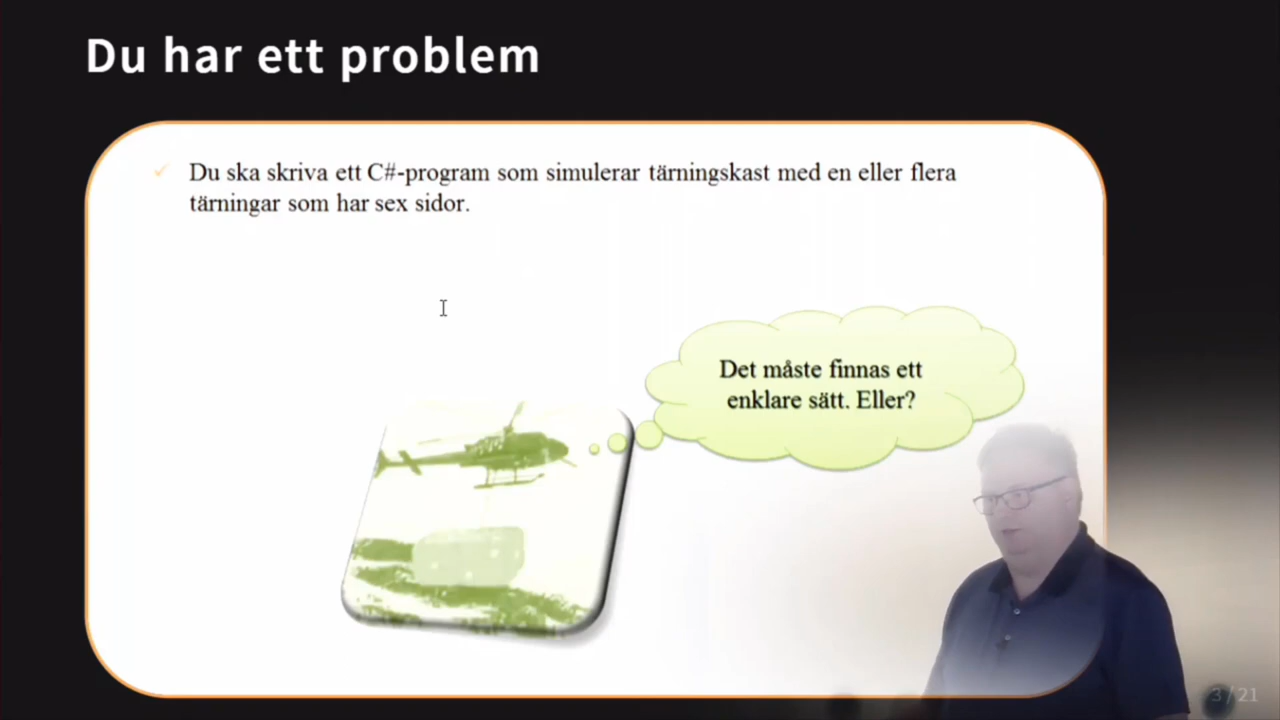 Du har ett problem
Du ska skriva ett C#-program som simulerar tärningskast med en eller flera
tärningar som har sex sidor.
Det måste finnas ett
enklare sätt. Eller?
3 / 21